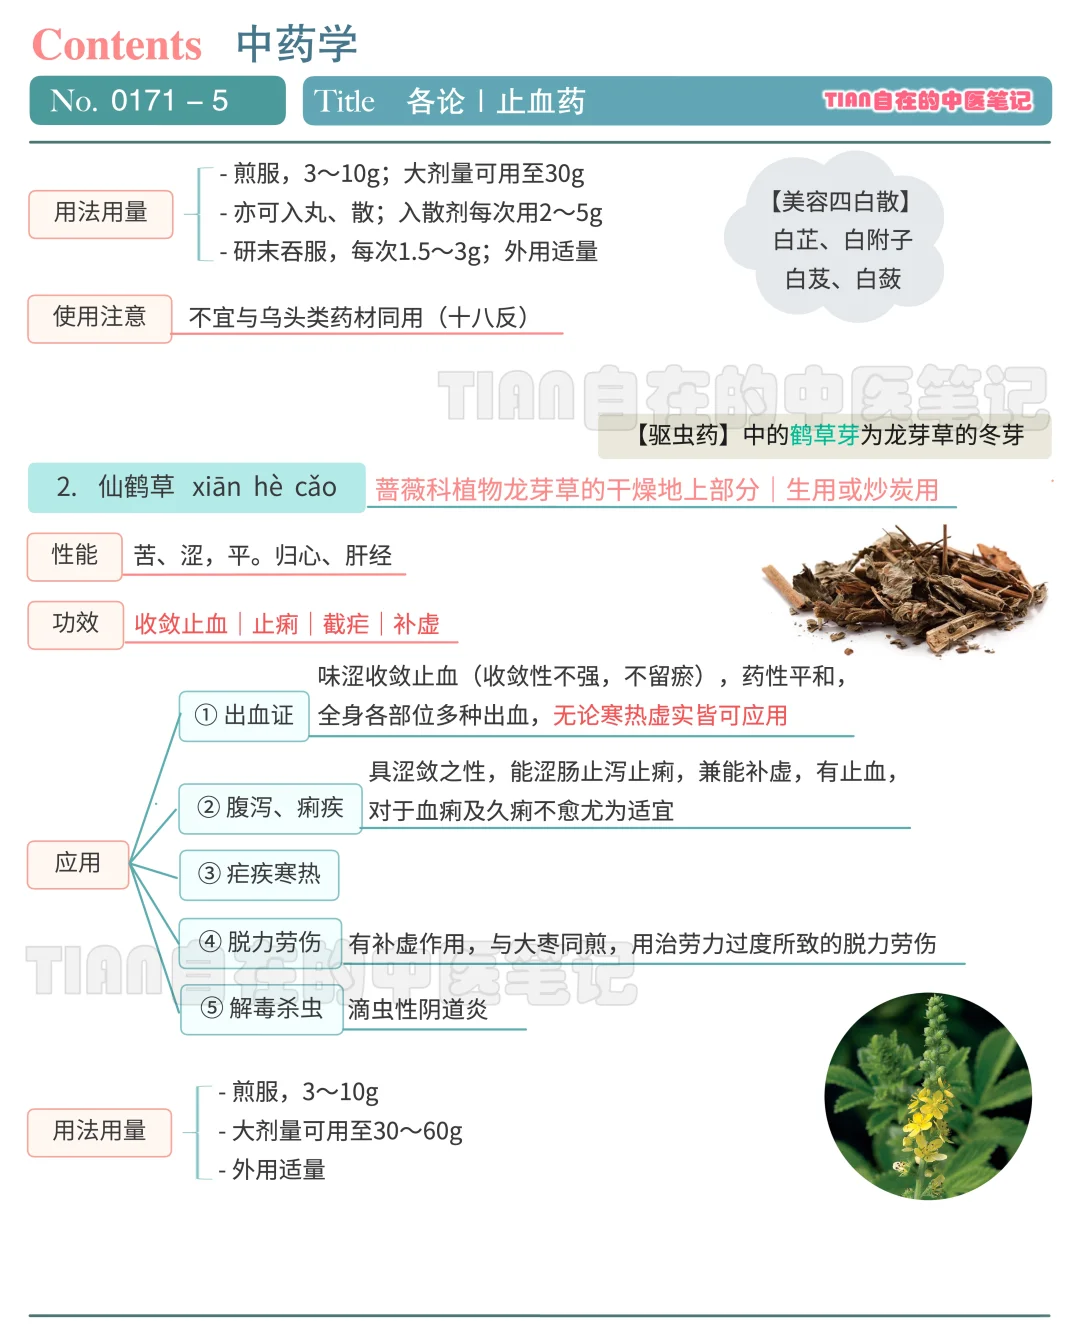 Contents 中药学
No. 0171 – 5
Title 各论｜止血药
TIAN自在的中医笔记
用法用量
- 煎服，3～10g；大剂量可用至30g
- 亦可入丸、散；入散剂每次用2～5g
- 研末吞服，每次1.5～3g；外用适量
【美容四白散】
白芷、白附子
白芨、白蔹
使用注意
不宜与乌头类药材同用（十八反）
TIAN自在的中医笔记
【驱虫药】中的鹤草芽为龙芽草的冬芽
2. 仙鹤草 xiān hè cǎo
蔷薇科植物龙芽草的干燥地上部分｜生用或炒炭用
性能
苦、涩，平。归心、肝经
功效
收敛止血｜止痢｜截疟｜补虚
应用
① 出血证
味涩收敛止血（收敛性不强，不留瘀），药性平和，
全身各部位多种出血，无论寒热虚实皆可应用
② 腹泻、痢疾
具涩敛之性，能涩肠止泻止痢，兼能补虚，有止血，
对于血痢及久痢不愈尤为适宜
③ 疟疾寒热
④ 脱力劳伤
有补虚作用，与大枣同煎，用治劳力过度所致的脱力劳伤
TIAN自在的中医笔记
⑤ 解毒杀虫
滴虫性阴道炎
用法用量
- 煎服，3～10g
- 大剂量可用至30～60g
- 外用适量